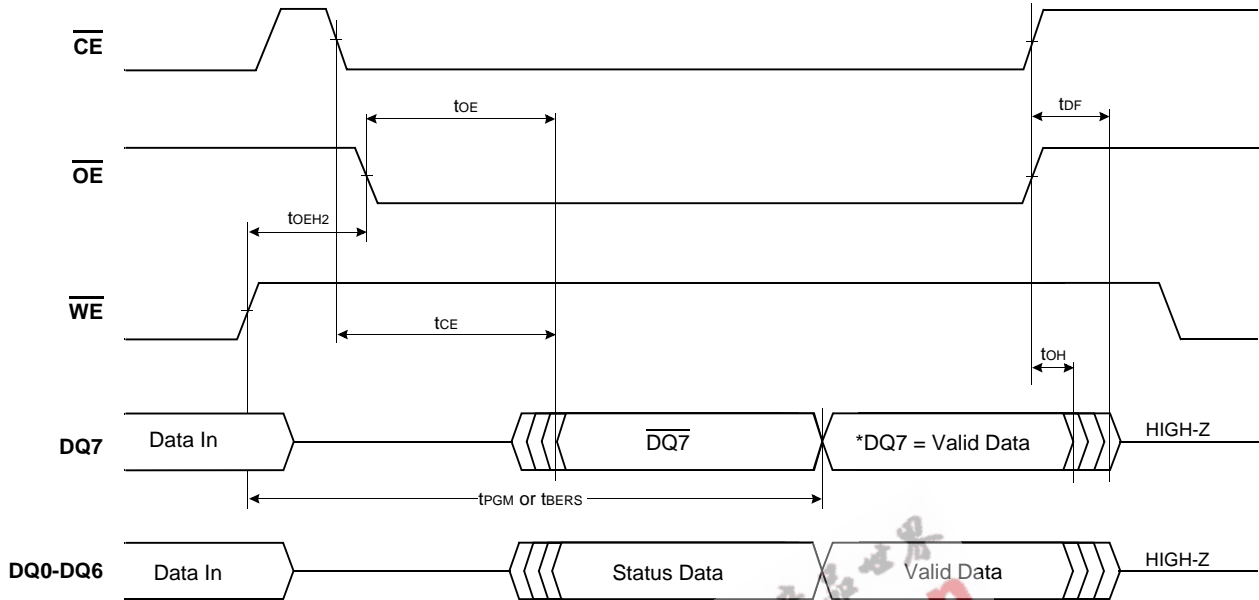 CE
tOE
tDF
OE
tOEH2
WE
tCE
tOH
DQ7 Data In DQ7 *DQ7 = Valid Data HIGH-Z
tPGM or tBERS
DQ0-DQ6 Data In Status Data Valid Data HIGH-Z